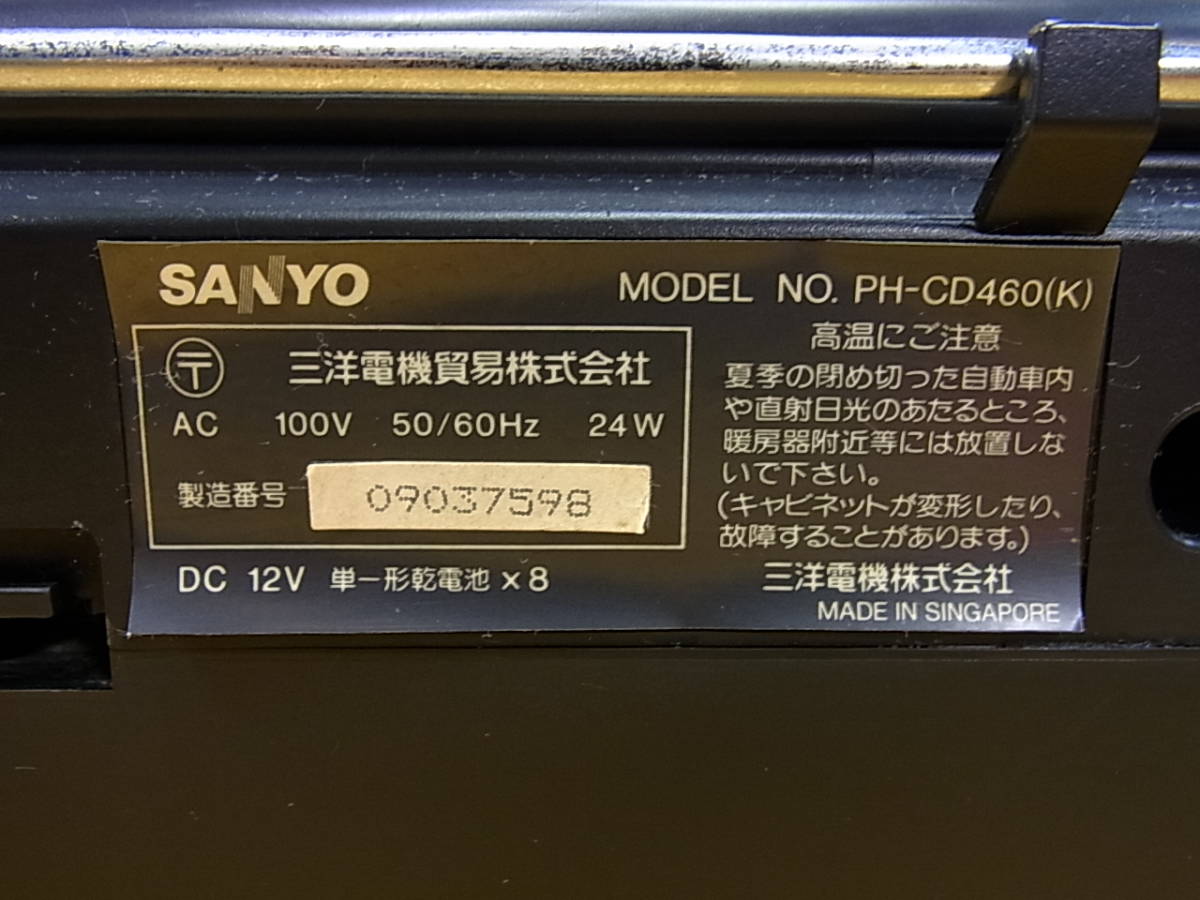 SANYO
MODEL NO. PH-CD460(K)
〒 三洋電機貿易株式会社
AC 100V 50/60Hz 24W
製造番号 09037598
DC 12V 単一形乾電池×8
高温にご注意
夏季の閉め切った自動車内
や直射日光のあたるところ、
暖房器附近等には放置しな
いで下さい。
(キャビネットが変形したり、
故障することがあります。)
三洋電機株式会社
MADE IN SINGAPORE